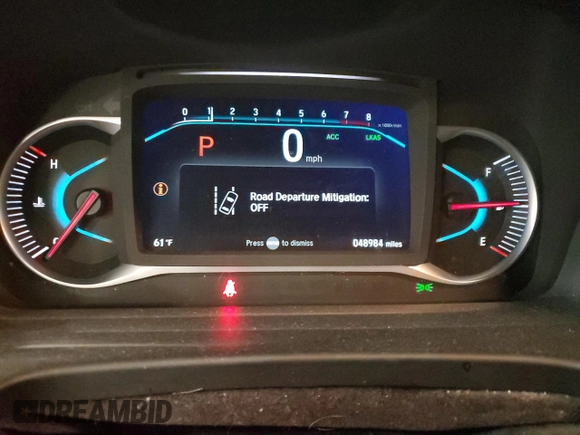 0 1 2 3 4 5 6 7 8
x 1000r/min
P 0 mph
ACC LKAS
H
C
F
E
i
Road Departure Mitigation:
OFF
61°F
Press to dismiss
048984 miles
DREAMBID